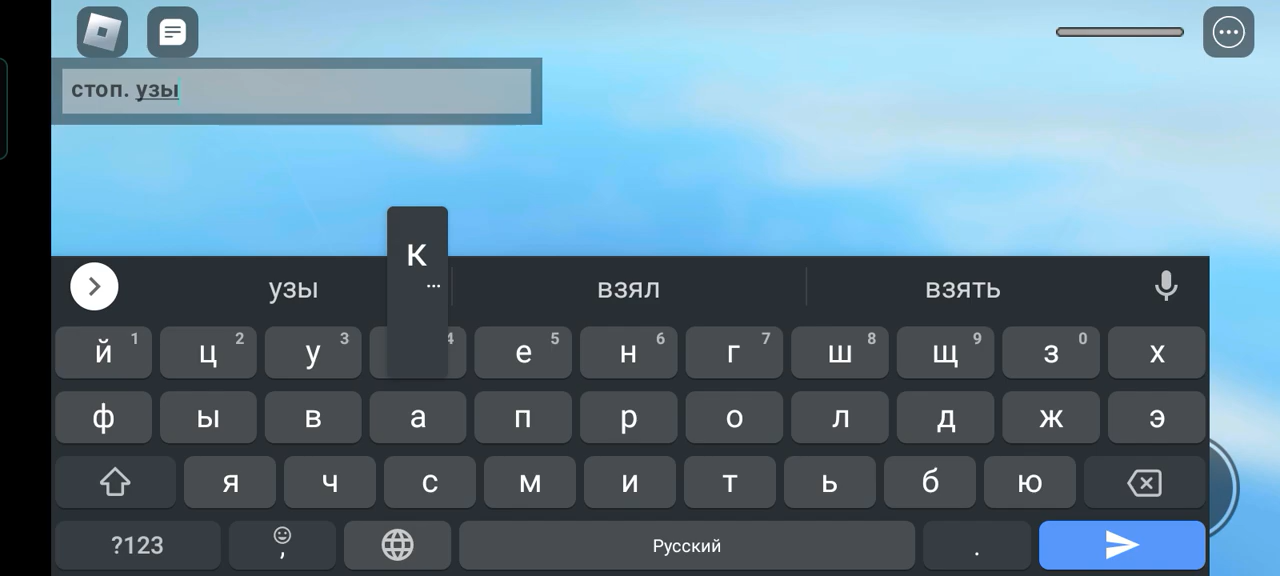 стоп. узы
К
узы
взял
взять
й 1 ц 2 у 3 4 е 5 н 6 г 7 ш 8 щ 9 з 0 х
ф ы в а п р о л д ж э
я ч с м и т ь б ю
?123 , Русский .